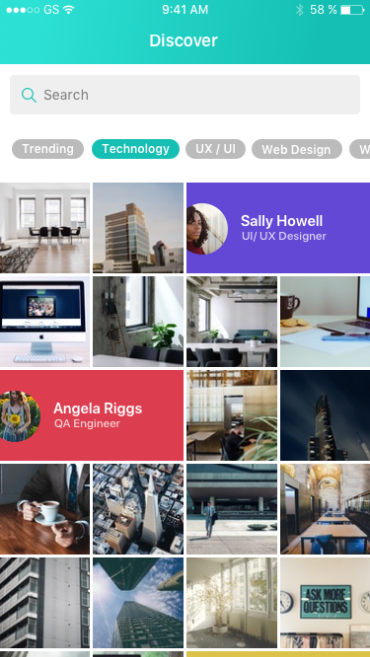 GS 9:41 AM 58 %
Discover
Search
Trending Technology UX / UI Web Design W
Sally Howell
UI/ UX Designer
Angela Riggs
QA Engineer
ASK MORE
QUESTIONS